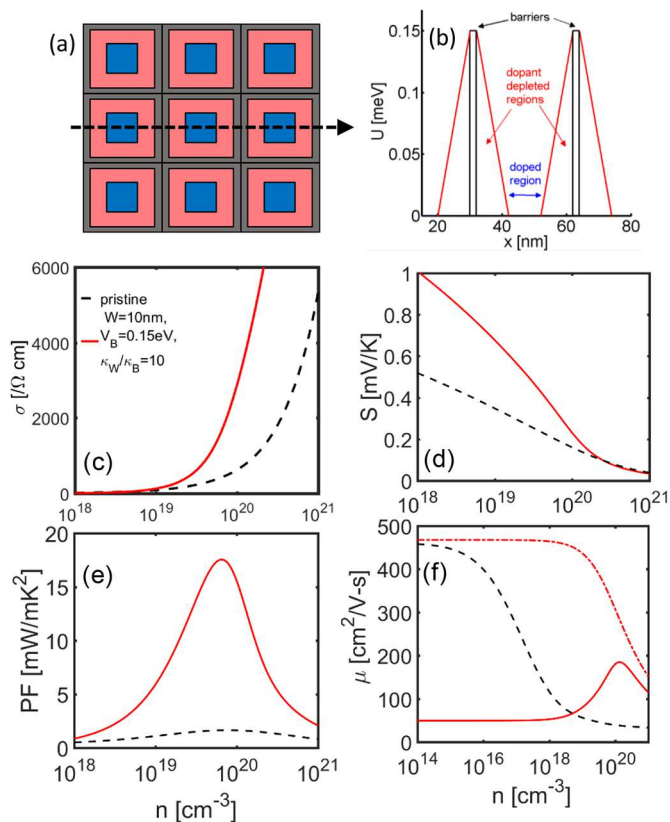 (a)
(b)
barriers
dopant
depleted
regions
doped
region
U [meV]
0.15
0.1
0.05
0
20
40
60
80
x [nm]
6000
4000
2000
0
σ [/Ω cm]
pristine
W=10nm,
V_B=0.15eV,
κ_W/κ_B=10
(c)
10^18
10^19
10^20
10^21
1
0.8
0.6
0.4
0.2
0
S [mV/K]
(d)
10^18
10^19
10^20
10^21
20
15
10
5
0
PF [mW/mK^2]
(e)
10^18
10^19
10^20
10^21
n [cm^-3]
500
400
300
200
100
0
μ [cm^2/V-s]
(f)
10^14
10^16
10^18
10^20
n [cm^-3]